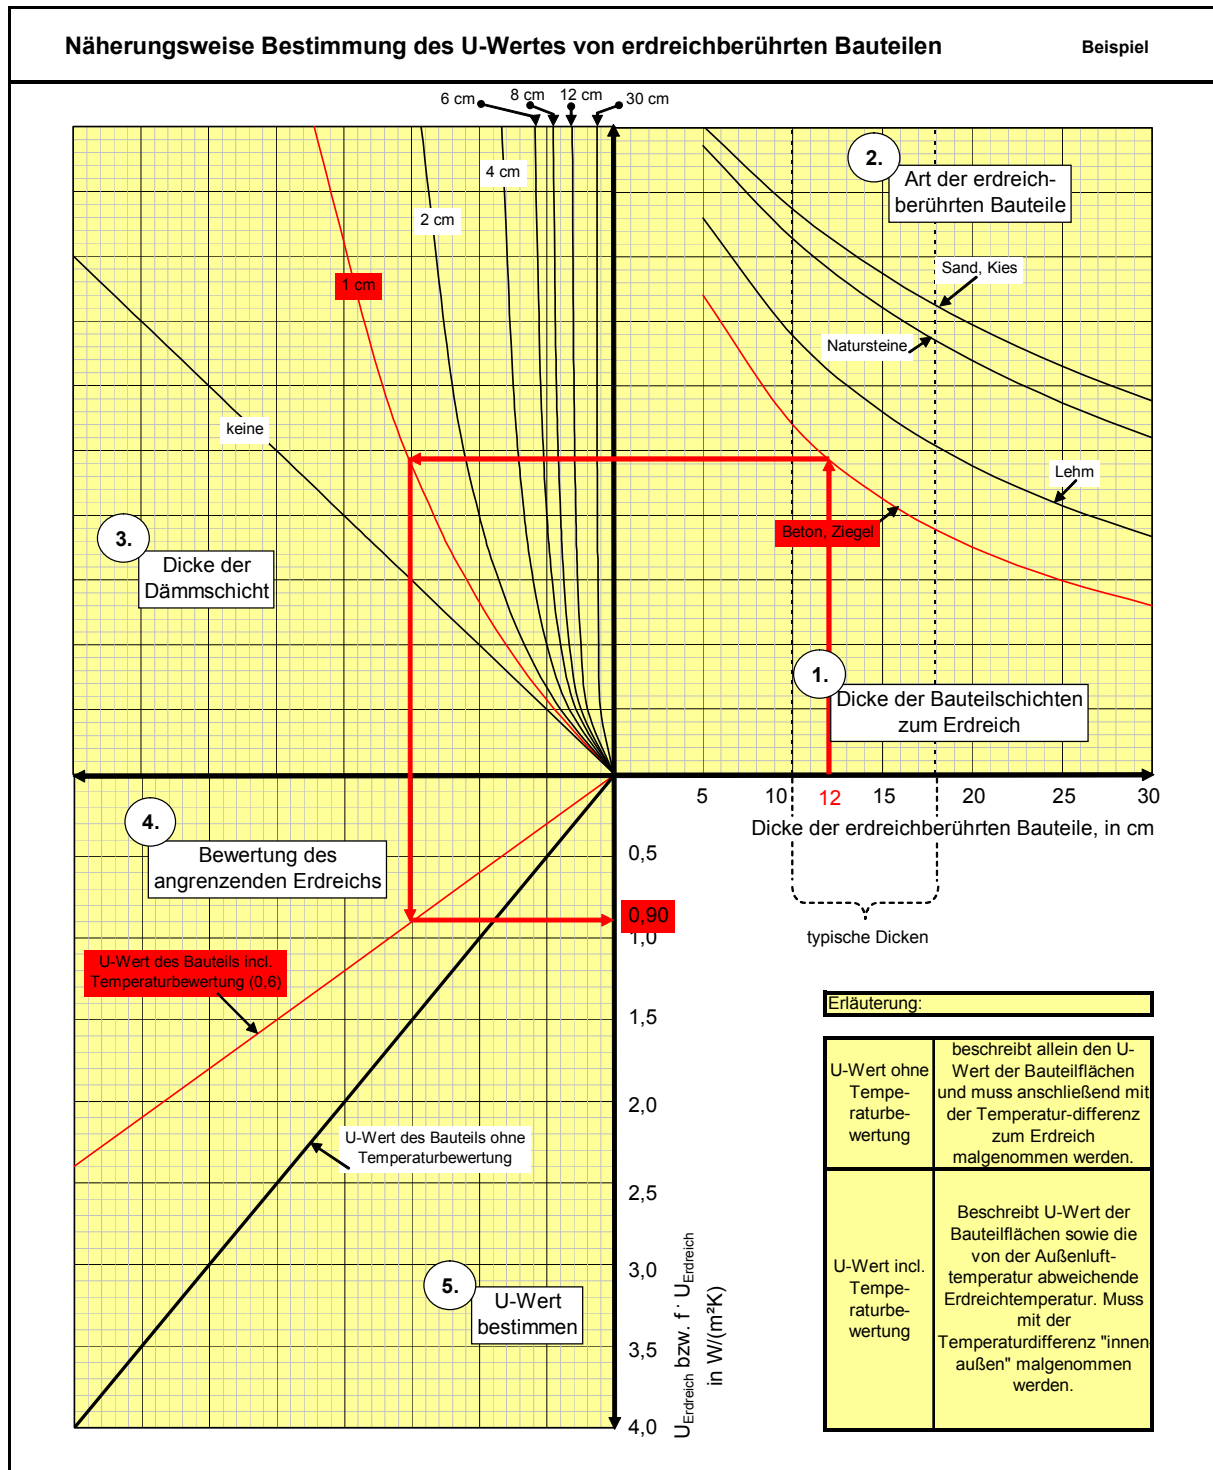 Näherungsweise Bestimmung des U-Wertes von erdreichberührten Bauteilen
Beispiel
6 cm
8 cm
12 cm
30 cm
4 cm
2 cm
1 cm
keine
2.
Art der erdreich-
berührten Bauteile
Sand, Kies
Natursteine
Lehm
Beton, Ziegel
3.
Dicke der
Dämmschicht
1.
Dicke der Bauteilschichten
zum Erdreich
5
10
12
15
20
25
30
Dicke der erdreichberührten Bauteile, in cm
typische Dicken
4.
Bewertung des
angrenzenden Erdreichs
0,5
0,90
1,0
1,5
2,0
2,5
3,0
3,5
4,0
U-Wert des Bauteils incl.
Temperaturbewertung (0,6)
U-Wert des Bauteils ohne
Temperaturbewertung
5.
U-Wert
bestimmen
UErdreich bzw. f · UErdreich
in W/(m²K)
Erläuterung:
U-Wert ohne
Tempe-
raturbe-
wertung
beschreibt allein den U-
Wert der Bauteilflächen
und muss anschließend mit
der Temperatur-differenz
zum Erdreich
malgenommen werden.
U-Wert incl.
Tempe-
raturbe-
wertung
Beschreibt U-Wert der
Bauteilflächen sowie die
von der Außenluft-
temperatur abweichende
Erdreichtemperatur. Muss
mit der
Temperaturdifferenz "innen-
außen" malgenommen
werden.